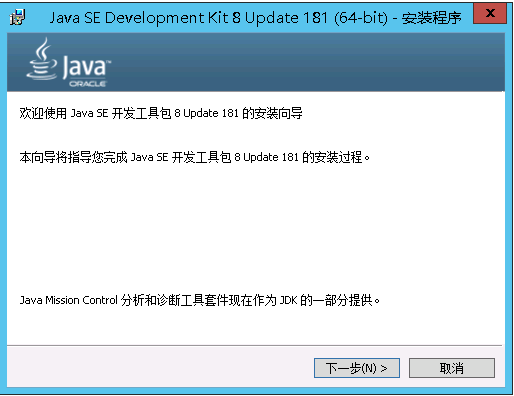 Java SE Development Kit 8 Update 181 (64-bit) - 安装程序
X
Java™
ORACLE
欢迎使用 Java SE 开发工具包 8 Update 181 的安装向导
本向导将指导您完成 Java SE 开发工具包 8 Update 181 的安装过程。
Java Mission Control 分析和诊断工具套件现在作为 JDK 的一部分提供。
下一步(N) >
取消